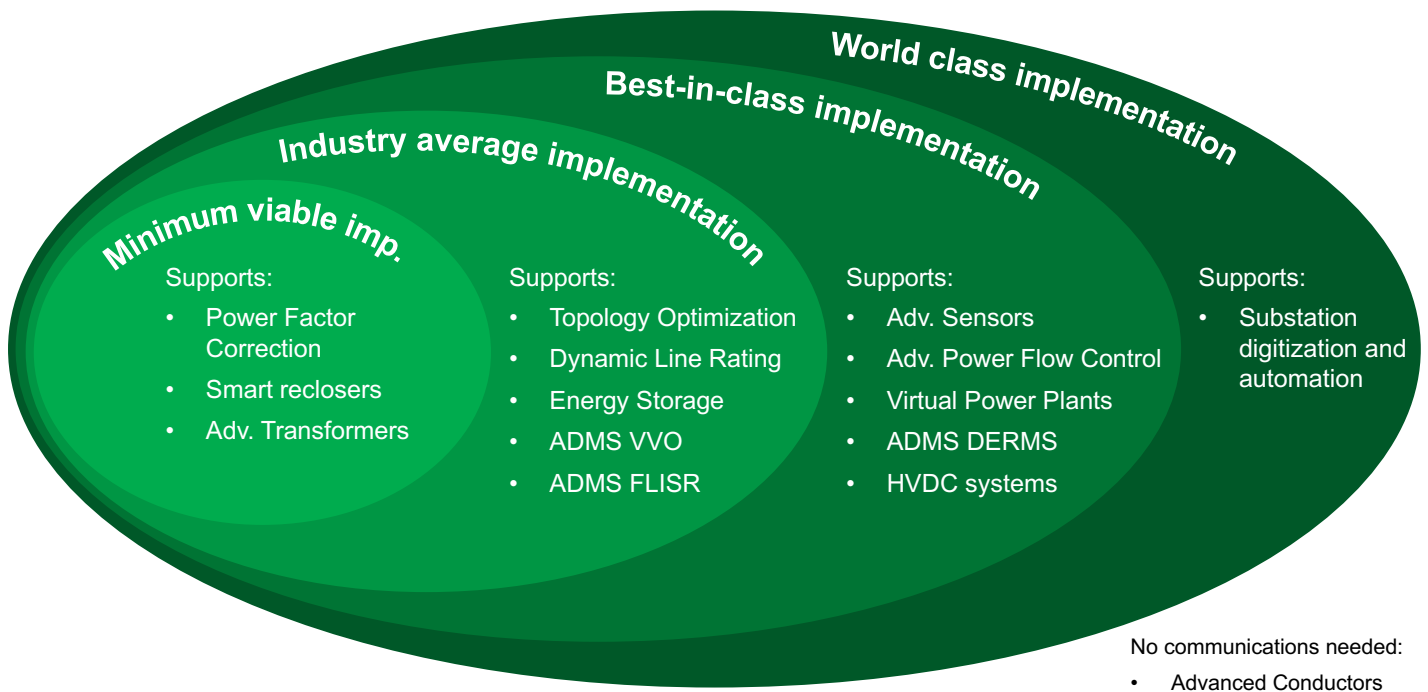 World class implementation
Best-in-class implementation
Industry average implementation
Minimum viable imp.
Supports:
• Power Factor
Correction
• Smart reclosers
• Adv. Transformers
Supports:
• Topology Optimization
• Dynamic Line Rating
• Energy Storage
• ADMS VVO
• ADMS FLISR
Supports:
• Adv. Sensors
• Adv. Power Flow Control
• Virtual Power Plants
• ADMS DERMS
• HVDC systems
Supports:
• Substation
digitization and
automation
No communications needed:
• Advanced Conductors